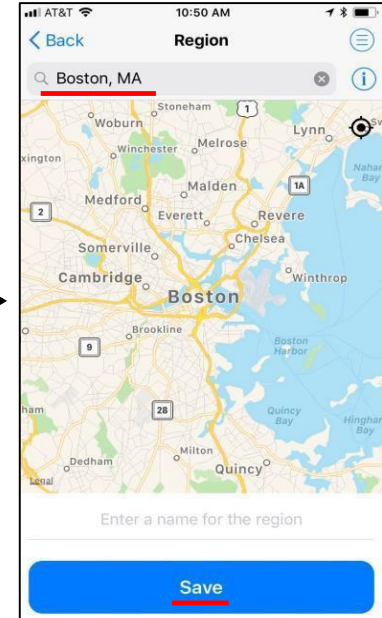 AT&T 10:50 AM
Back Region
Boston, MA
Stoneham
1
Woburn
Lynn
Winchester Melrose
xington
Nahan
Bay
Malden
1A
Medford
2
Everett Revere
Somerville
Chelsea
Cambridge
Winthrop
Boston
Brookline
9
Boston
Harbor
28
ham
Quincy
Bay
Hingham
Bay
Milton
Dedham
Quincy
Legal
Enter a name for the region
Save